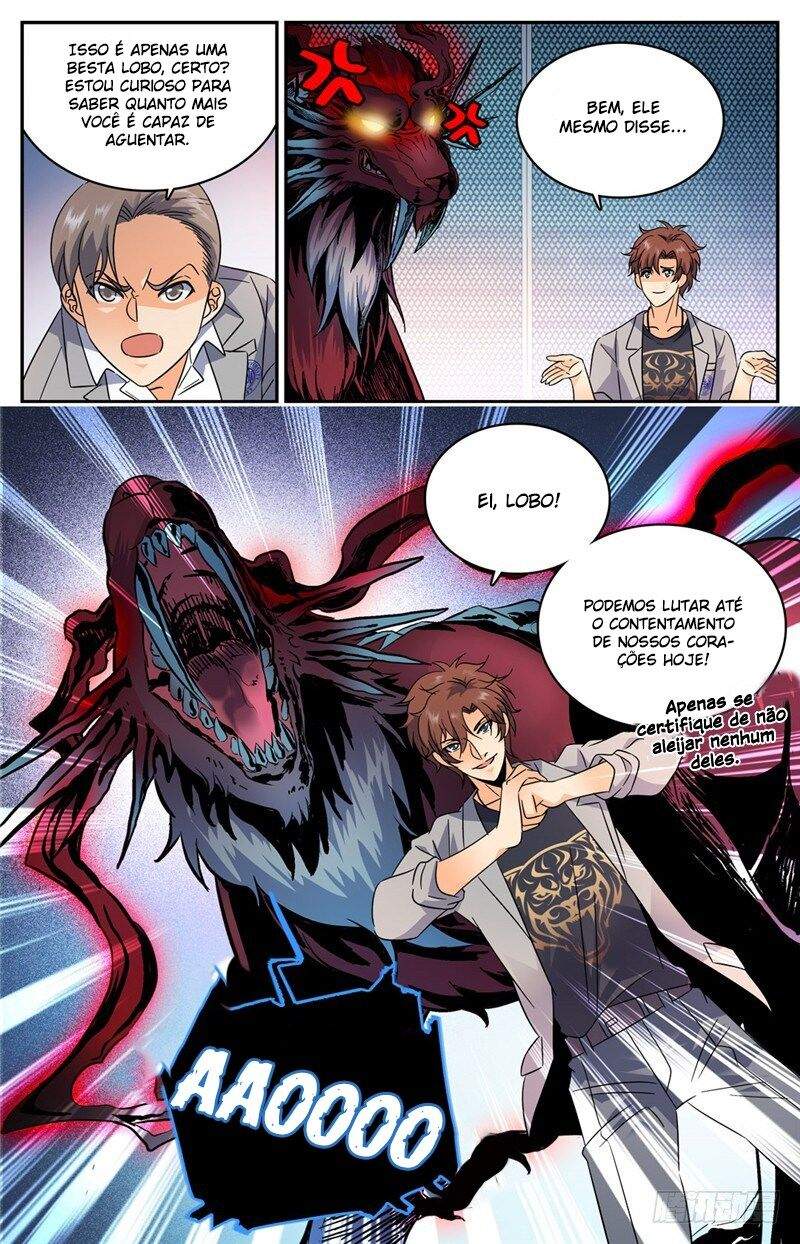 ISSO É APENAS UMA
BESTA LOBO, CERTO?
ESTOU CURIOSO PARA
SABER QUANTO MAIS
VOCÊ É CAPAZ DE
AGUENTAR.
BEM, ELE
MESMO DISSE...
EI, LOBO!
PODEMOS LUTAR ATÉ
O CONTENTAMENTO
DE NOSSOS CORA-
ÇÕES HOJE!
Apenas se
certifique de não
aleijar nenhum
deles.
AAOOOO